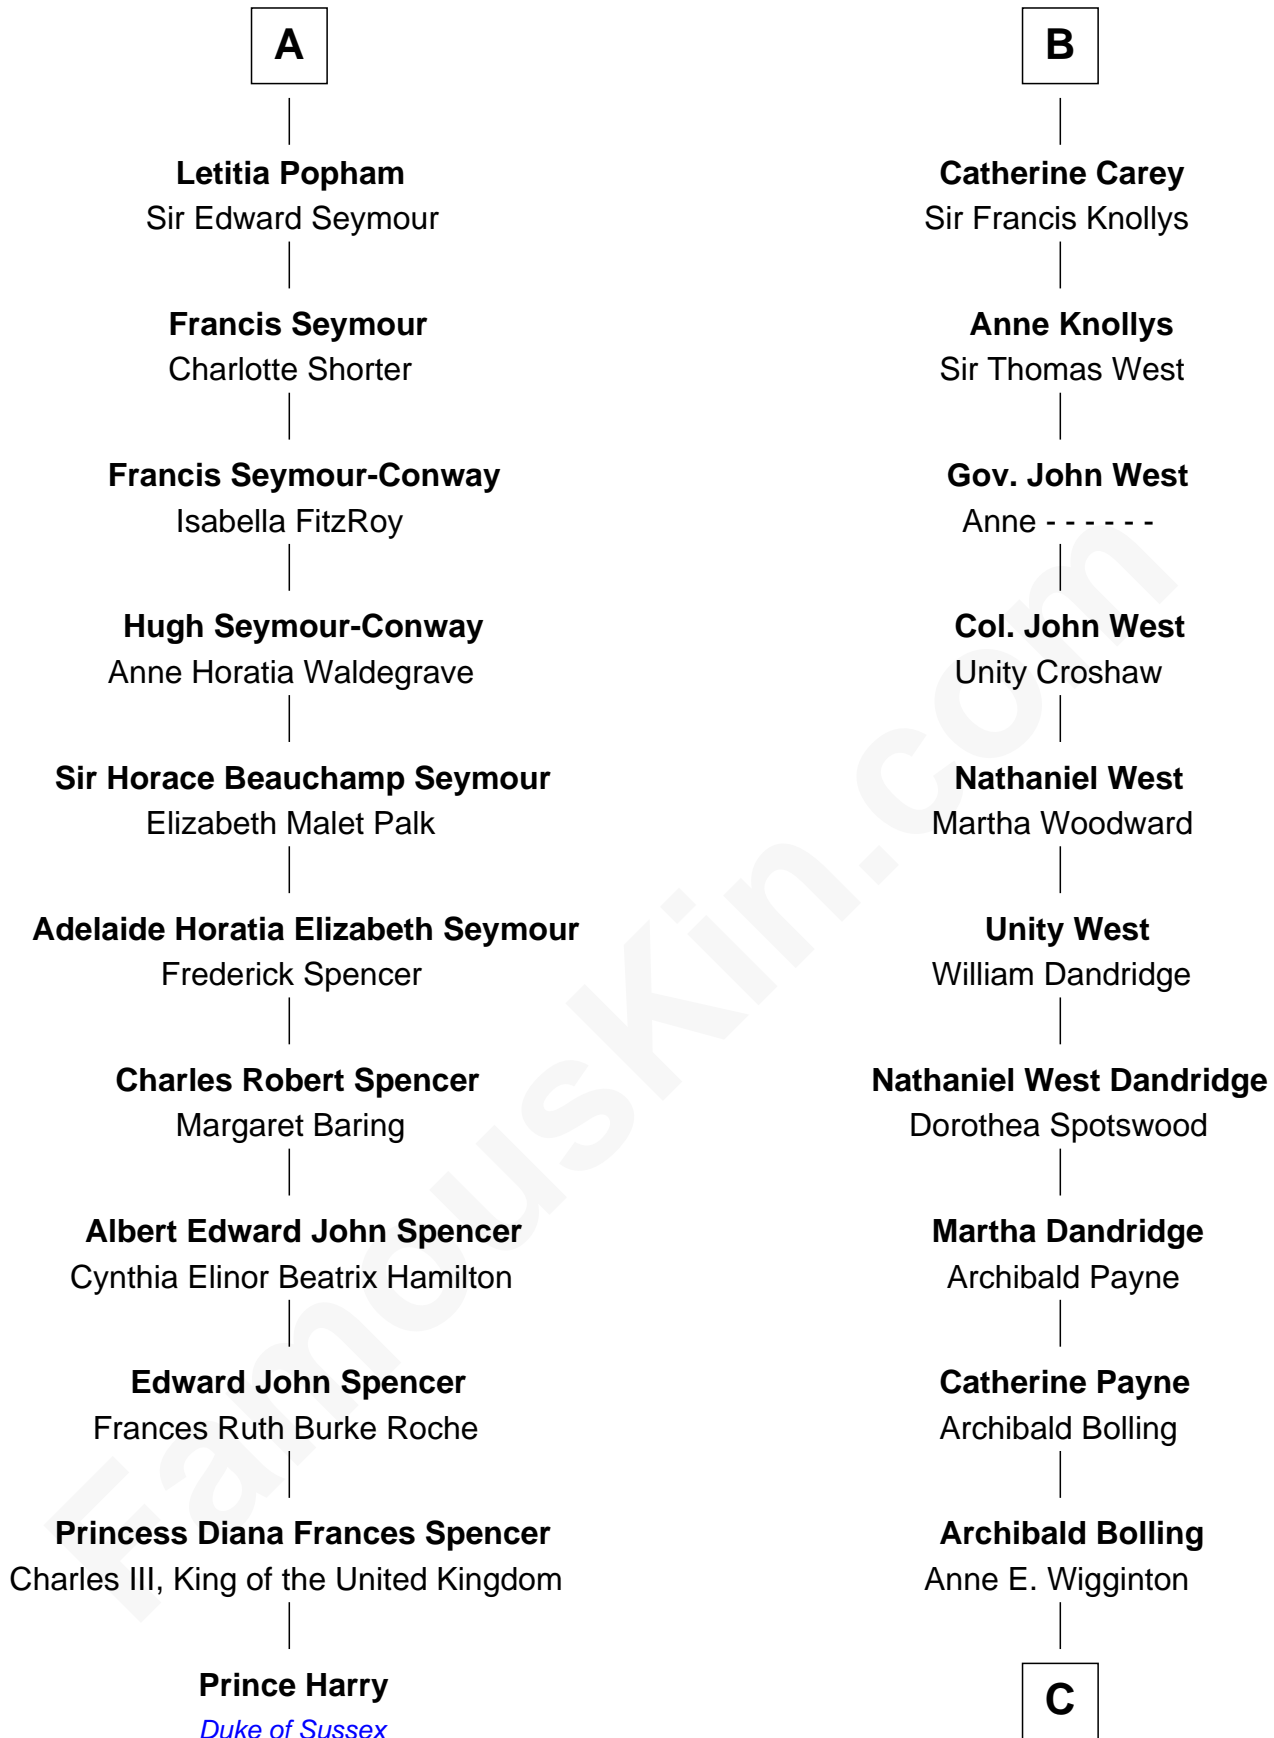 A
Letitia Popham
Sir Edward Seymour
Francis Seymour
Charlotte Shorter
Francis Seymour-Conway
Isabella FitzRoy
Hugh Seymour-Conway
Anne Horatia Waldegrave
Sir Horace Beauchamp Seymour
Elizabeth Malet Palk
Adelaide Horatia Elizabeth Seymour
Frederick Spencer
Charles Robert Spencer
Margaret Baring
Albert Edward John Spencer
Cynthia Elinor Beatrix Hamilton
Edward John Spencer
Frances Ruth Burke Roche
Princess Diana Frances Spencer
Charles III, King of the United Kingdom
Prince Harry
Duke of Sussex
B
Catherine Carey
Sir Francis Knollys
Anne Knollys
Sir Thomas West
Gov. John West
Anne - - - - - -
Col. John West
Unity Croshaw
Nathaniel West
Martha Woodward
Unity West
William Dandridge
Nathaniel West Dandridge
Dorothea Spotswood
Martha Dandridge
Archibald Payne
Catherine Payne
Archibald Bolling
Archibald Bolling
Anne E. Wigginton
C
FamousKin.com